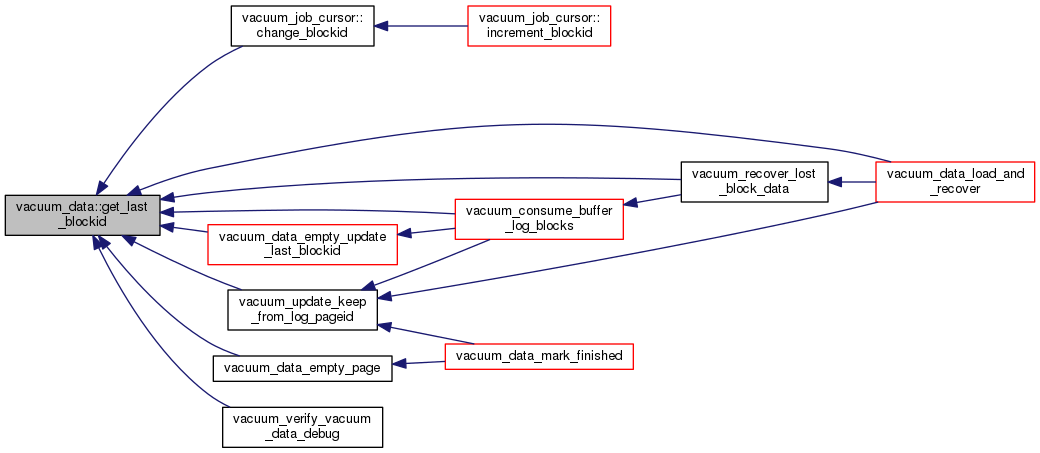 vacuum_job_cursor::
change_blockid
vacuum_job_cursor::
increment_blockid
vacuum_recover_lost
_block_data
vacuum_data_load_and
_recover
vacuum_data::get_last
_blockid
vacuum_consume_buffer
_log_blocks
vacuum_data_empty_update
_last_blockid
vacuum_update_keep
_from_log_pageid
vacuum_data_mark_finished
vacuum_data_empty_page
vacuum_verify_vacuum
_data_debug